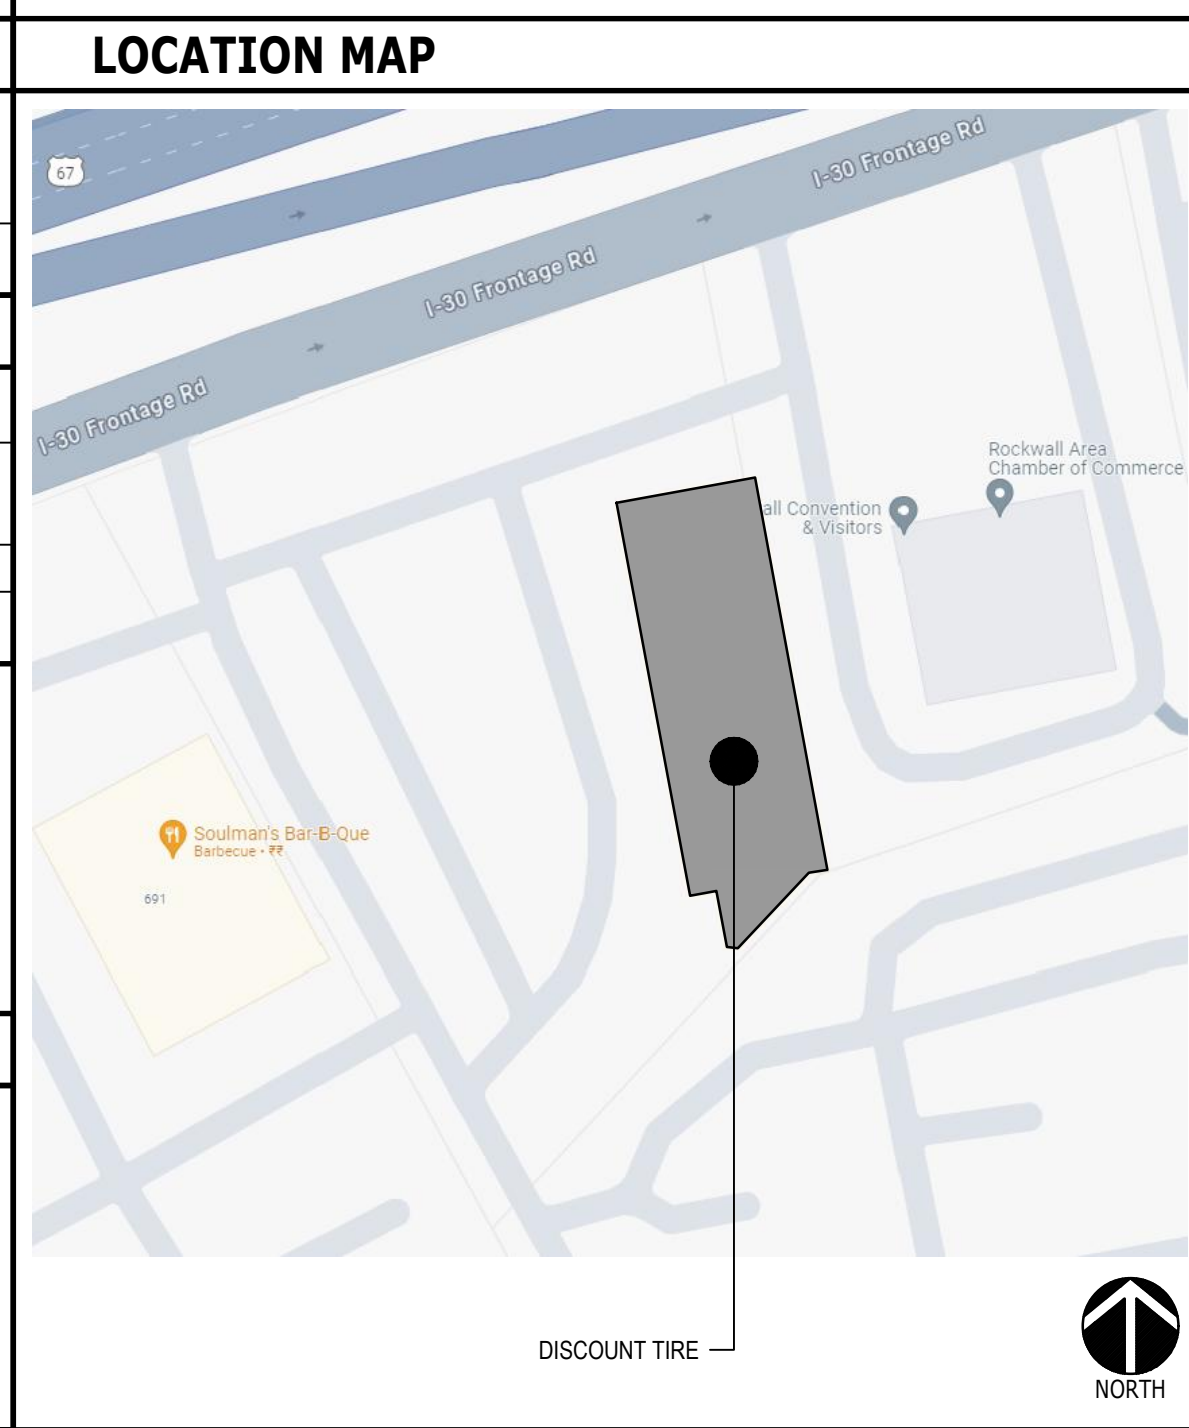 LOCATION MAP
67
I-30 Frontage Rd
I-30 Frontage Rd
I-30 Frontage Rd
Rockwall Area
Chamber of Commerce
all Convention
& Visitors
Soulman's Bar-B-Que
Barbecue • ₹₹
691
DISCOUNT TIRE
NORTH